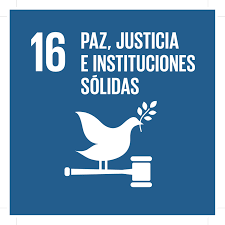 16 PAZ, JUSTICIA
E INSTITUCIONES
SÓLIDAS